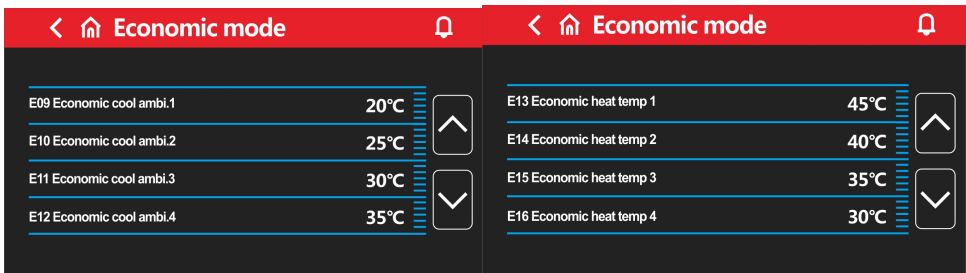 Economic mode
E09 Economic cool ambi.1 20°C
E10 Economic cool ambi.2 25°C
E11 Economic cool ambi.3 30°C
E12 Economic cool ambi.4 35°C
Economic mode
E13 Economic heat temp 1 45°C
E14 Economic heat temp 2 40°C
E15 Economic heat temp 3 35°C
E16 Economic heat temp 4 30°C